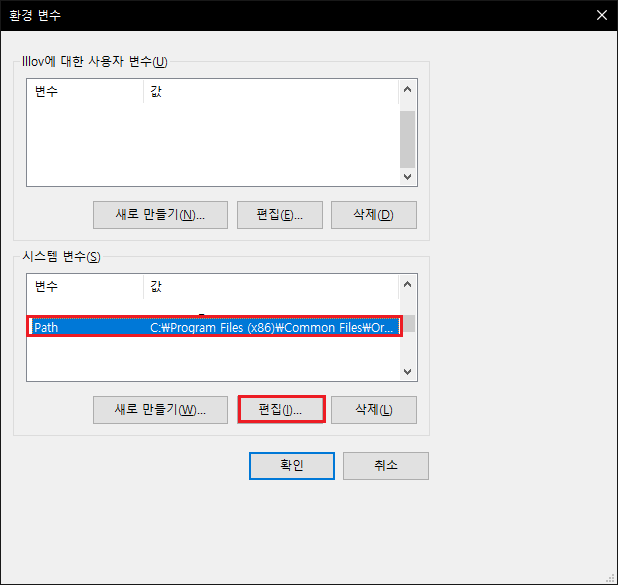 환경 변수
lllov에 대한 사용자 변수(U)
변수 값
새로 만들기(N)... 편집(E)... 삭제(D)
시스템 변수(S)
변수 값
Path C:₩Program Files (x86)₩Common Files₩Or...
새로 만들기(W)... 편집(I)... 삭제(L)
확인 취소